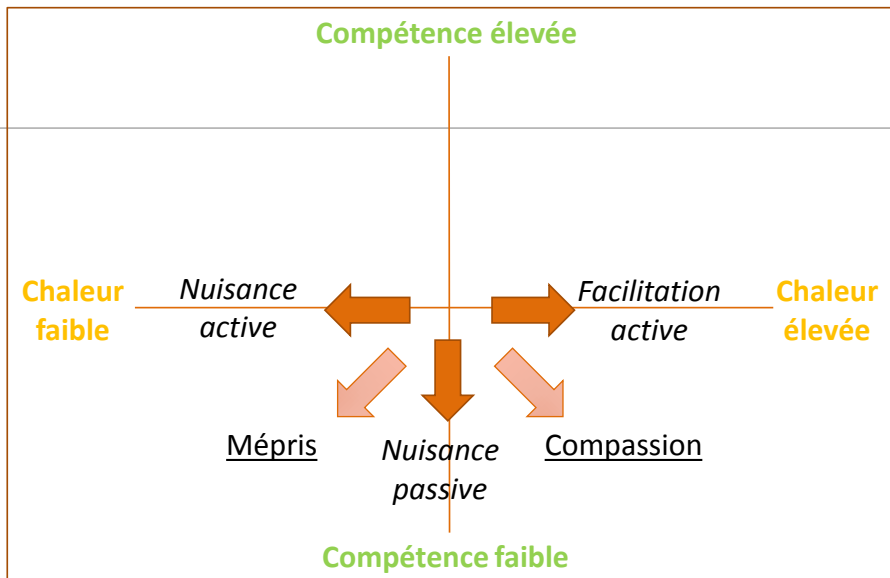 Compétence élevée
Chaleur
faible
Nuisance
active
Facilitation
active
Chaleur
élevée
Mépris
Nuisance
passive
Compassion
Compétence faible